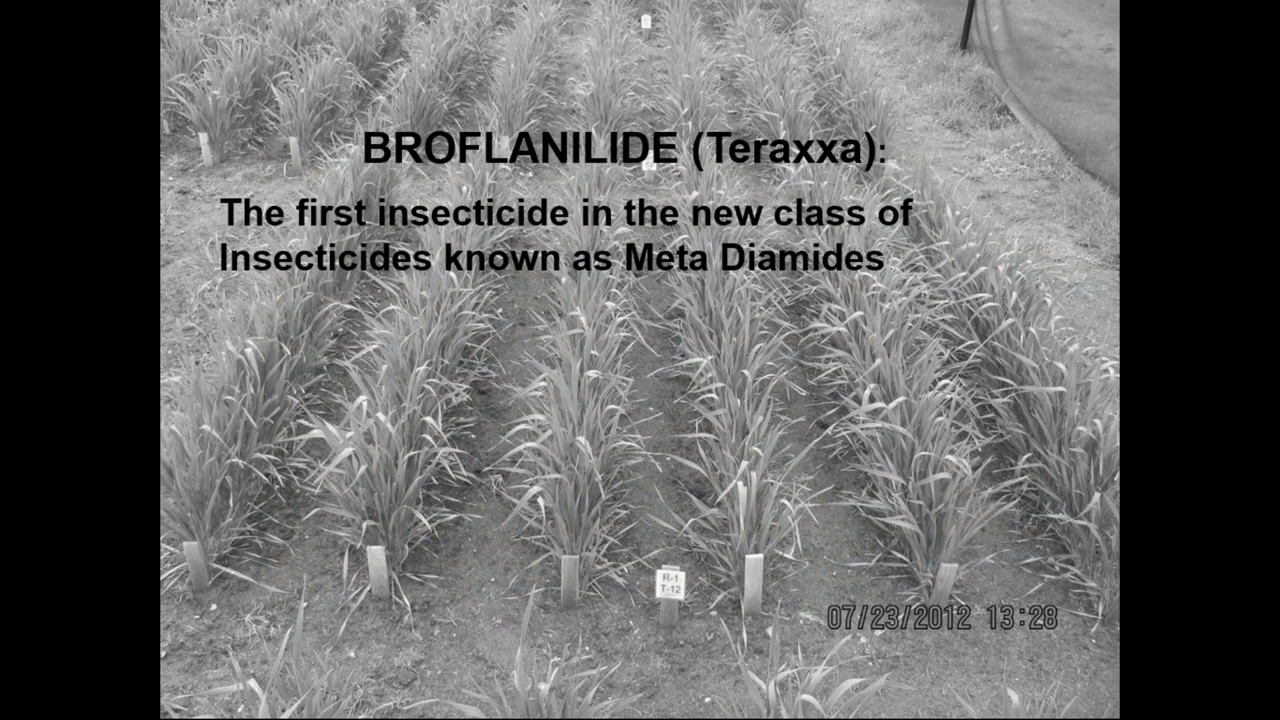 BROFLANILIDE (Teraxxa):
The first insecticide in the new class of
Insecticides known as Meta Diamides
R-1
T-12
07/23/2012 13:28